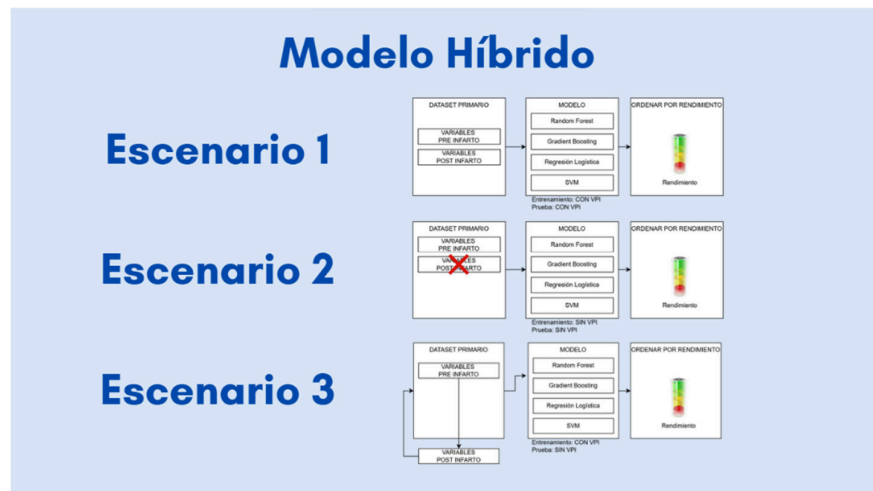 Modelo Híbrido
Escenario 1
DATASET PRIMARIO
VARIABLES
PRE INFARTO
VARIABLES
POST INFARTO
MODELO
Random Forest
Gradient Boosting
Regresión Logística
SVM
Entrenamiento: CON VPI
Prueba: CON VPI
ORDENAR POR RENDIMIENTO
Rendimiento
Escenario 2
DATASET PRIMARIO
VARIABLES
PRE INFARTO
VARIABLES
POST INFARTO
MODELO
Random Forest
Gradient Boosting
Regresión Logística
SVM
Entrenamiento: SIN VPI
Prueba: SIN VPI
ORDENAR POR RENDIMIENTO
Rendimiento
Escenario 3
DATASET PRIMARIO
VARIABLES
PRE INFARTO
VARIABLES
POST INFARTO
MODELO
Random Forest
Gradient Boosting
Regresión Logística
SVM
Entrenamiento: CON VPI
Prueba: SIN VPI
ORDENAR POR RENDIMIENTO
Rendimiento